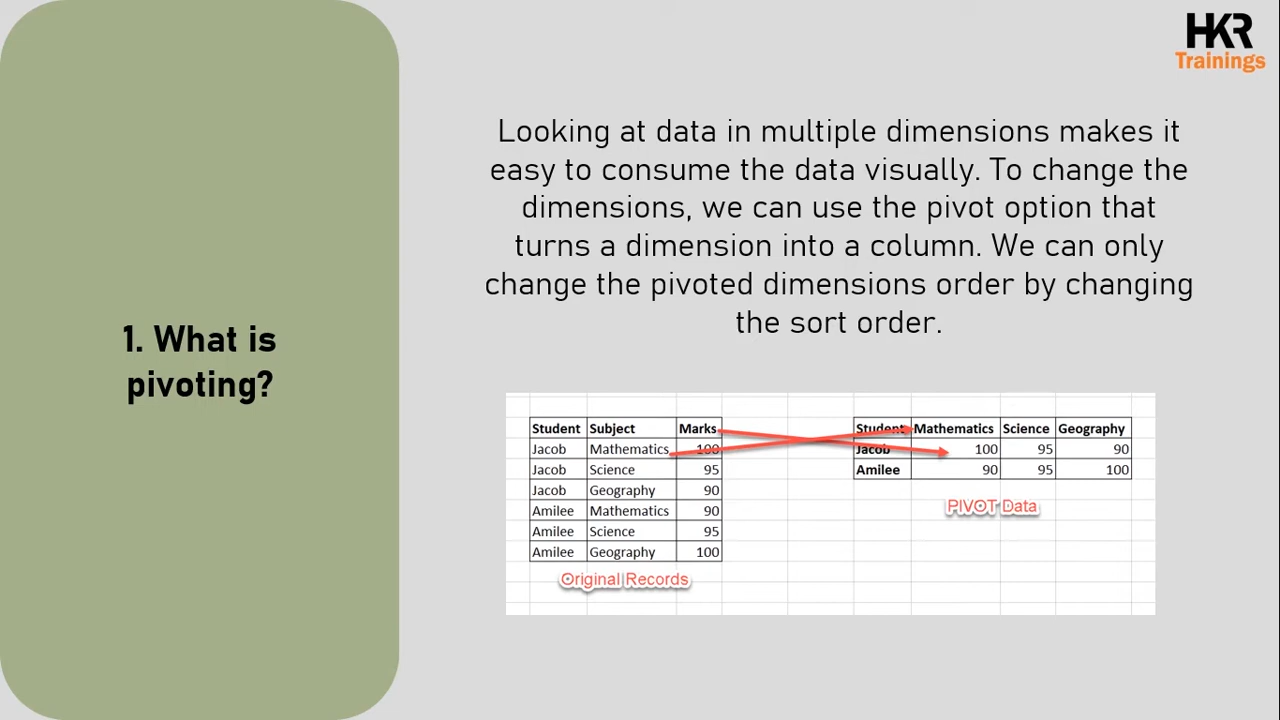 HKR
Trainings
Looking at data in multiple dimensions makes it
easy to consume the data visually. To change the
dimensions, we can use the pivot option that
turns a dimension into a column. We can only
change the pivoted dimensions order by changing
the sort order.
1. What is
pivoting?
Student Subject Marks
Jacob Mathematics 100
Jacob Science 95
Jacob Geography 90
Amilee Mathematics 90
Amilee Science 95
Amilee Geography 100
Original Records
Student Mathematics Science Geography
Jacob 100 95 90
Amilee 90 95 100
PIVOT Data